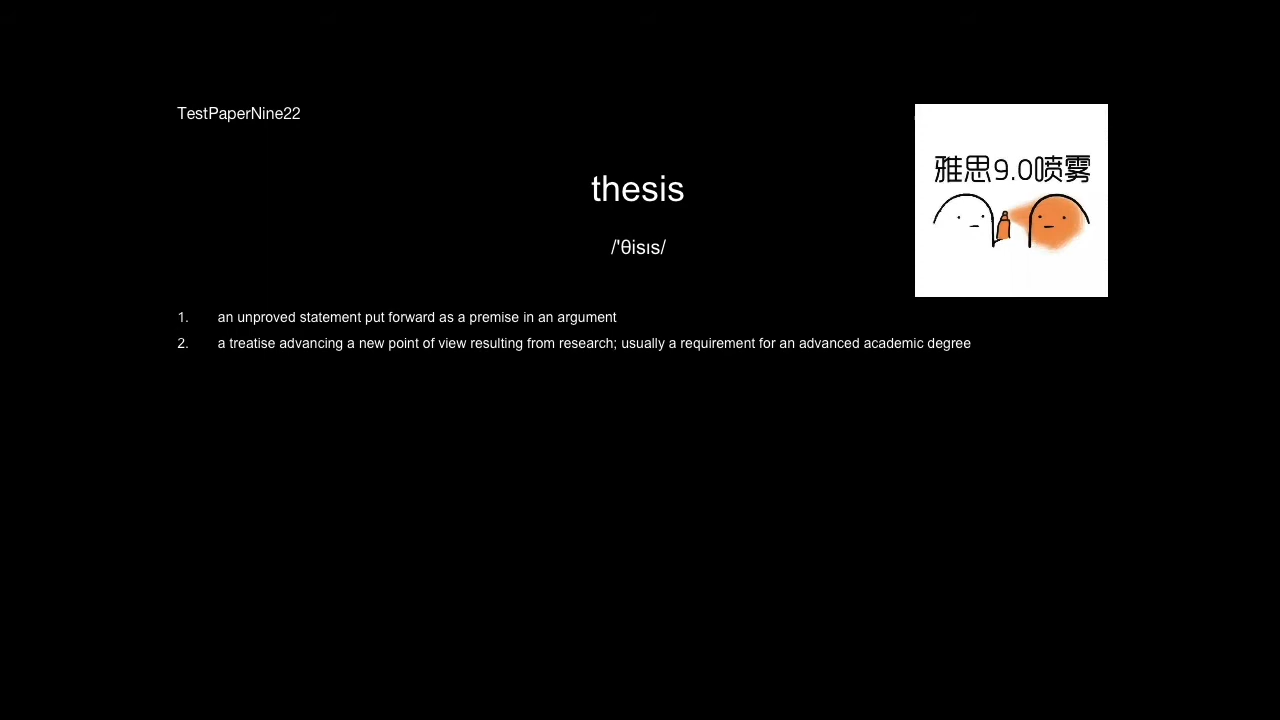 TestPaperNine22
雅思9.0喷雾
thesis
/'θisɪs/
1. an unproved statement put forward as a premise in an argument
2. a treatise advancing a new point of view resulting from research; usually a requirement for an advanced academic degree